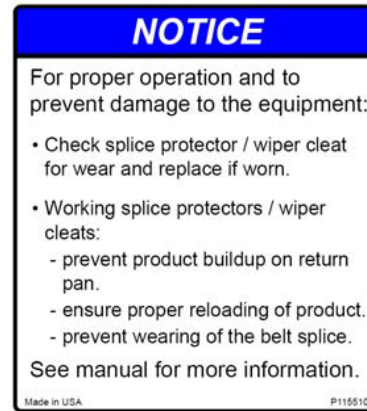 NOTICE
For proper operation and to
prevent damage to the equipment:
• Check splice protector / wiper cleat
for wear and replace if worn.
• Working splice protectors / wiper
cleats:
- prevent product buildup on return
pan.
- ensure proper reloading of product.
- prevent wearing of the belt splice.
See manual for more information.
Made in USA P115510